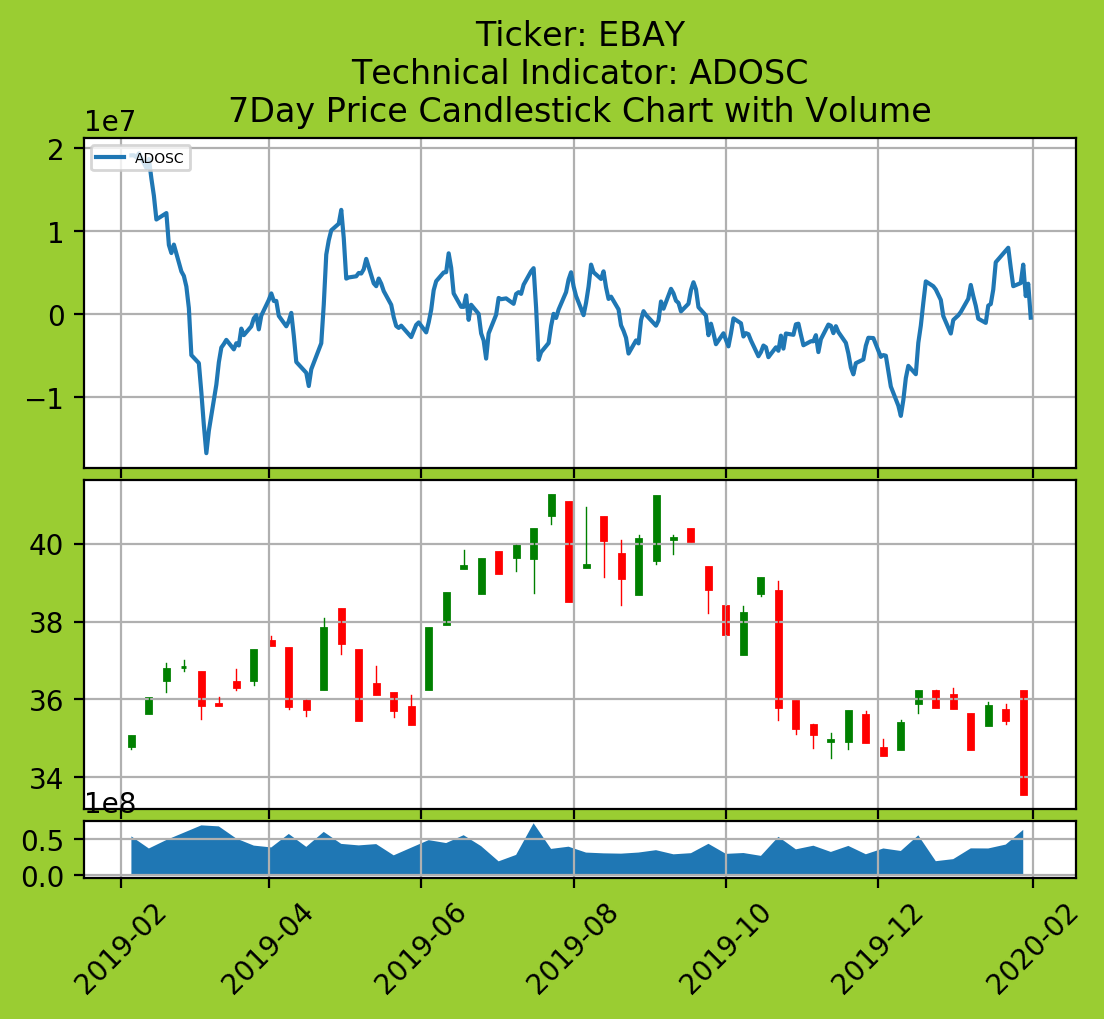 Ticker: EBAY
Technical Indicator: ADOSC
7Day Price Candlestick Chart with Volume
1e7
ADOSC
2
1
0
−1
40
38
36
34
1e8
0.5
0.0
2019-02
2019-04
2019-06
2019-08
2019-10
2019-12
2020-02